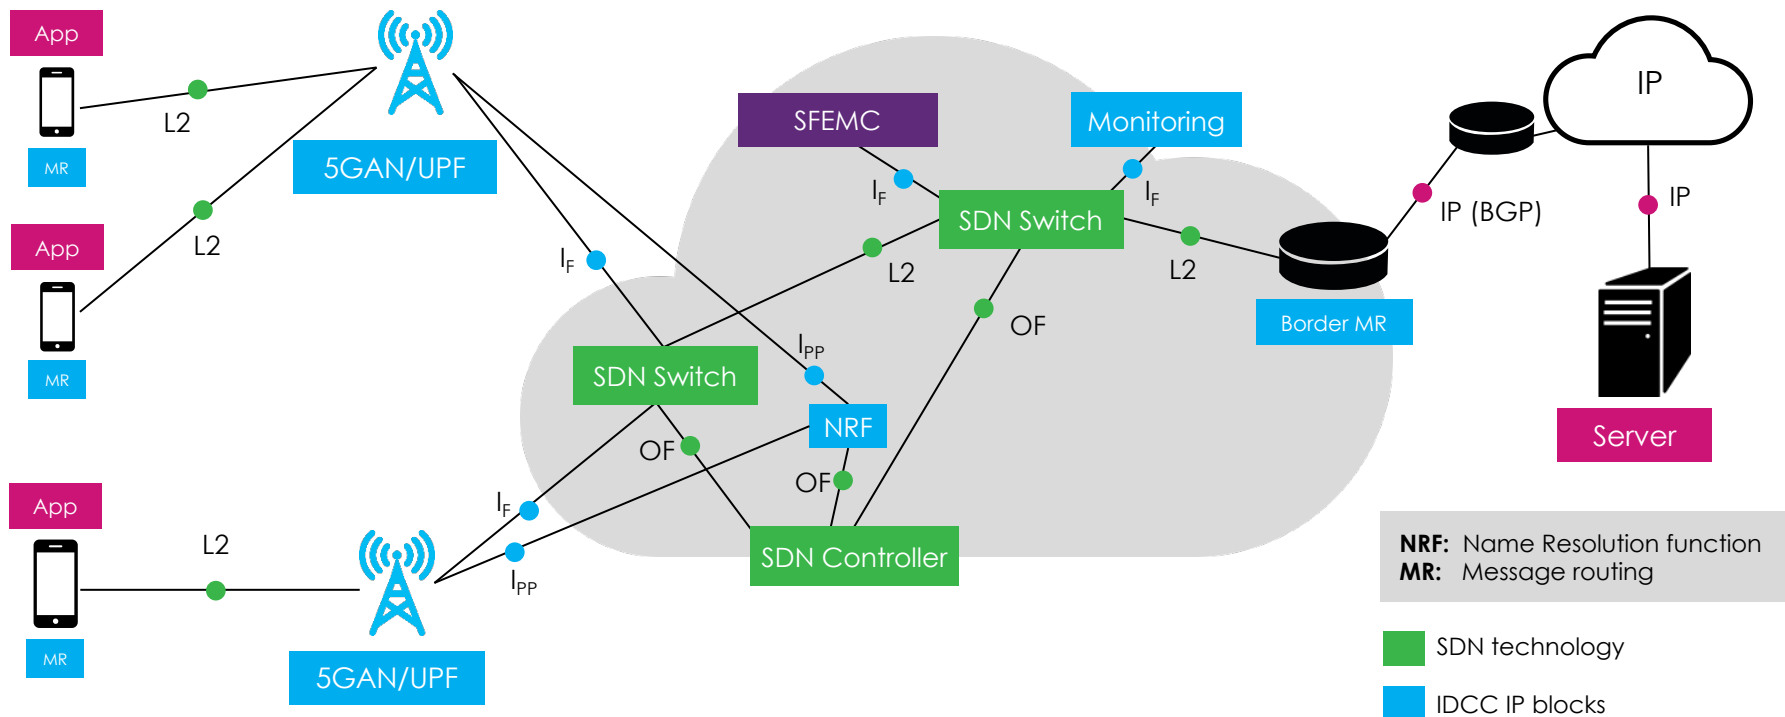 App
MR
L2
5GAN/UPF
App
MR
L2
App
MR
L2
5GAN/UPF
IF
IPP
IF
IPP
SFEMC
IF
Monitoring
IF
SDN Switch
L2
L2
OF
SDN Switch
OF
NRF
OF
SDN Controller
Border MR
IP (BGP)
IP
IP
Server
NRF: Name Resolution function
MR: Message routing
SDN technology
IDCC IP blocks